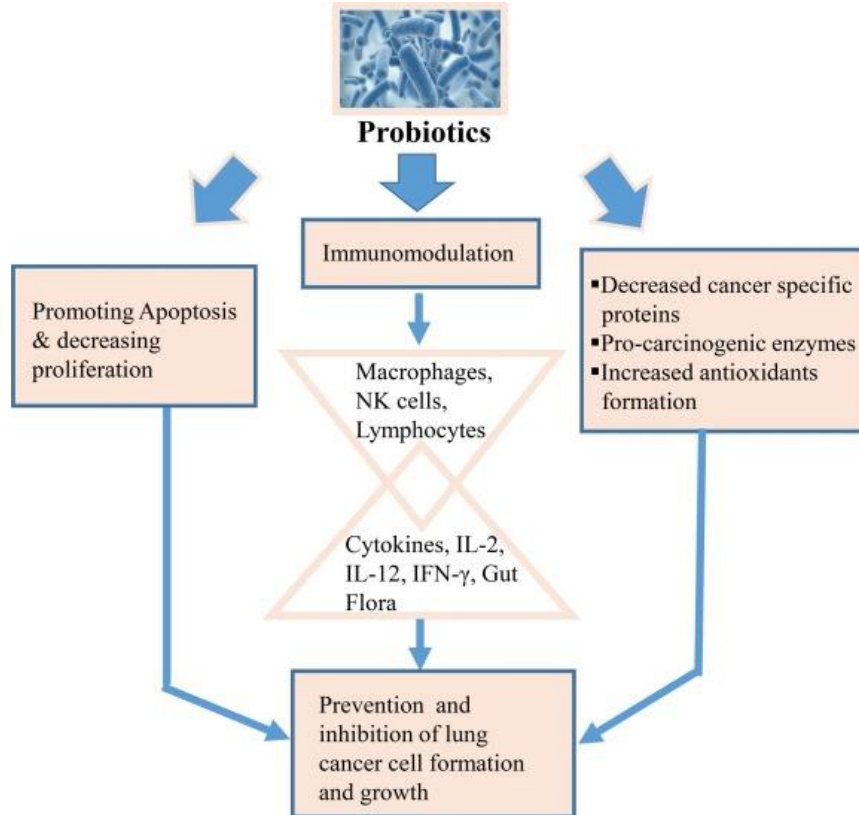 Probiotics
Immunomodulation
Promoting Apoptosis
& decreasing
proliferation
▪Decreased cancer specific
proteins
▪Pro-carcinogenic enzymes
▪Increased antioxidants
formation
Macrophages,
NK cells,
Lymphocytes
Cytokines, IL-2,
IL-12, IFN-γ, Gut
Flora
Prevention and
inhibition of lung
cancer cell formation
and growth